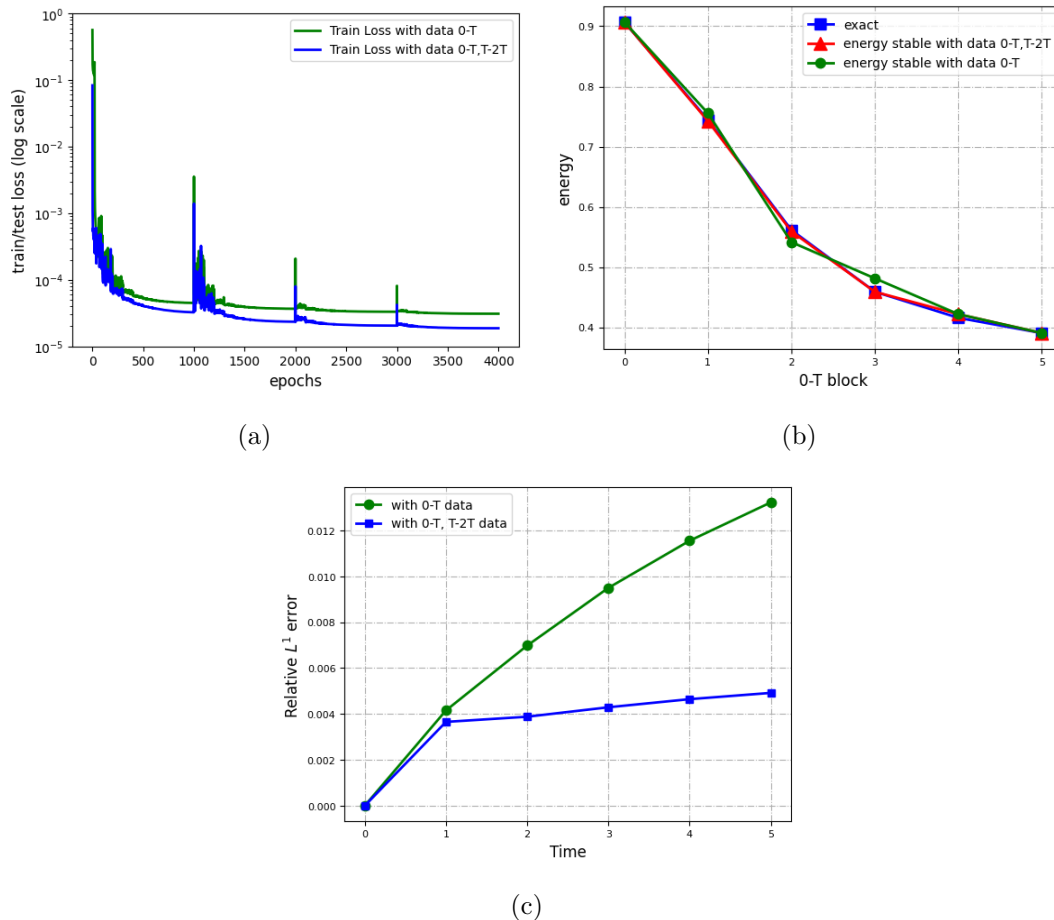 Train Loss with data 0-T
Train Loss with data 0-T,T-2T
10^0
10^-1
10^-2
10^-3
10^-4
10^-5
train/test loss (log scale)
0 500 1000 1500 2000 2500 3000 3500 4000
epochs
(a)
exact
energy stable with data 0-T,T-2T
energy stable with data 0-T
0.9
0.8
0.7
0.6
0.5
0.4
energy
0 1 2 3 4 5
0-T block
(b)
with 0-T data
with 0-T, T-2T data
0.012
0.010
0.008
0.006
0.004
0.002
0.000
Relative L^1 error
0 1 2 3 4 5
Time
(c)